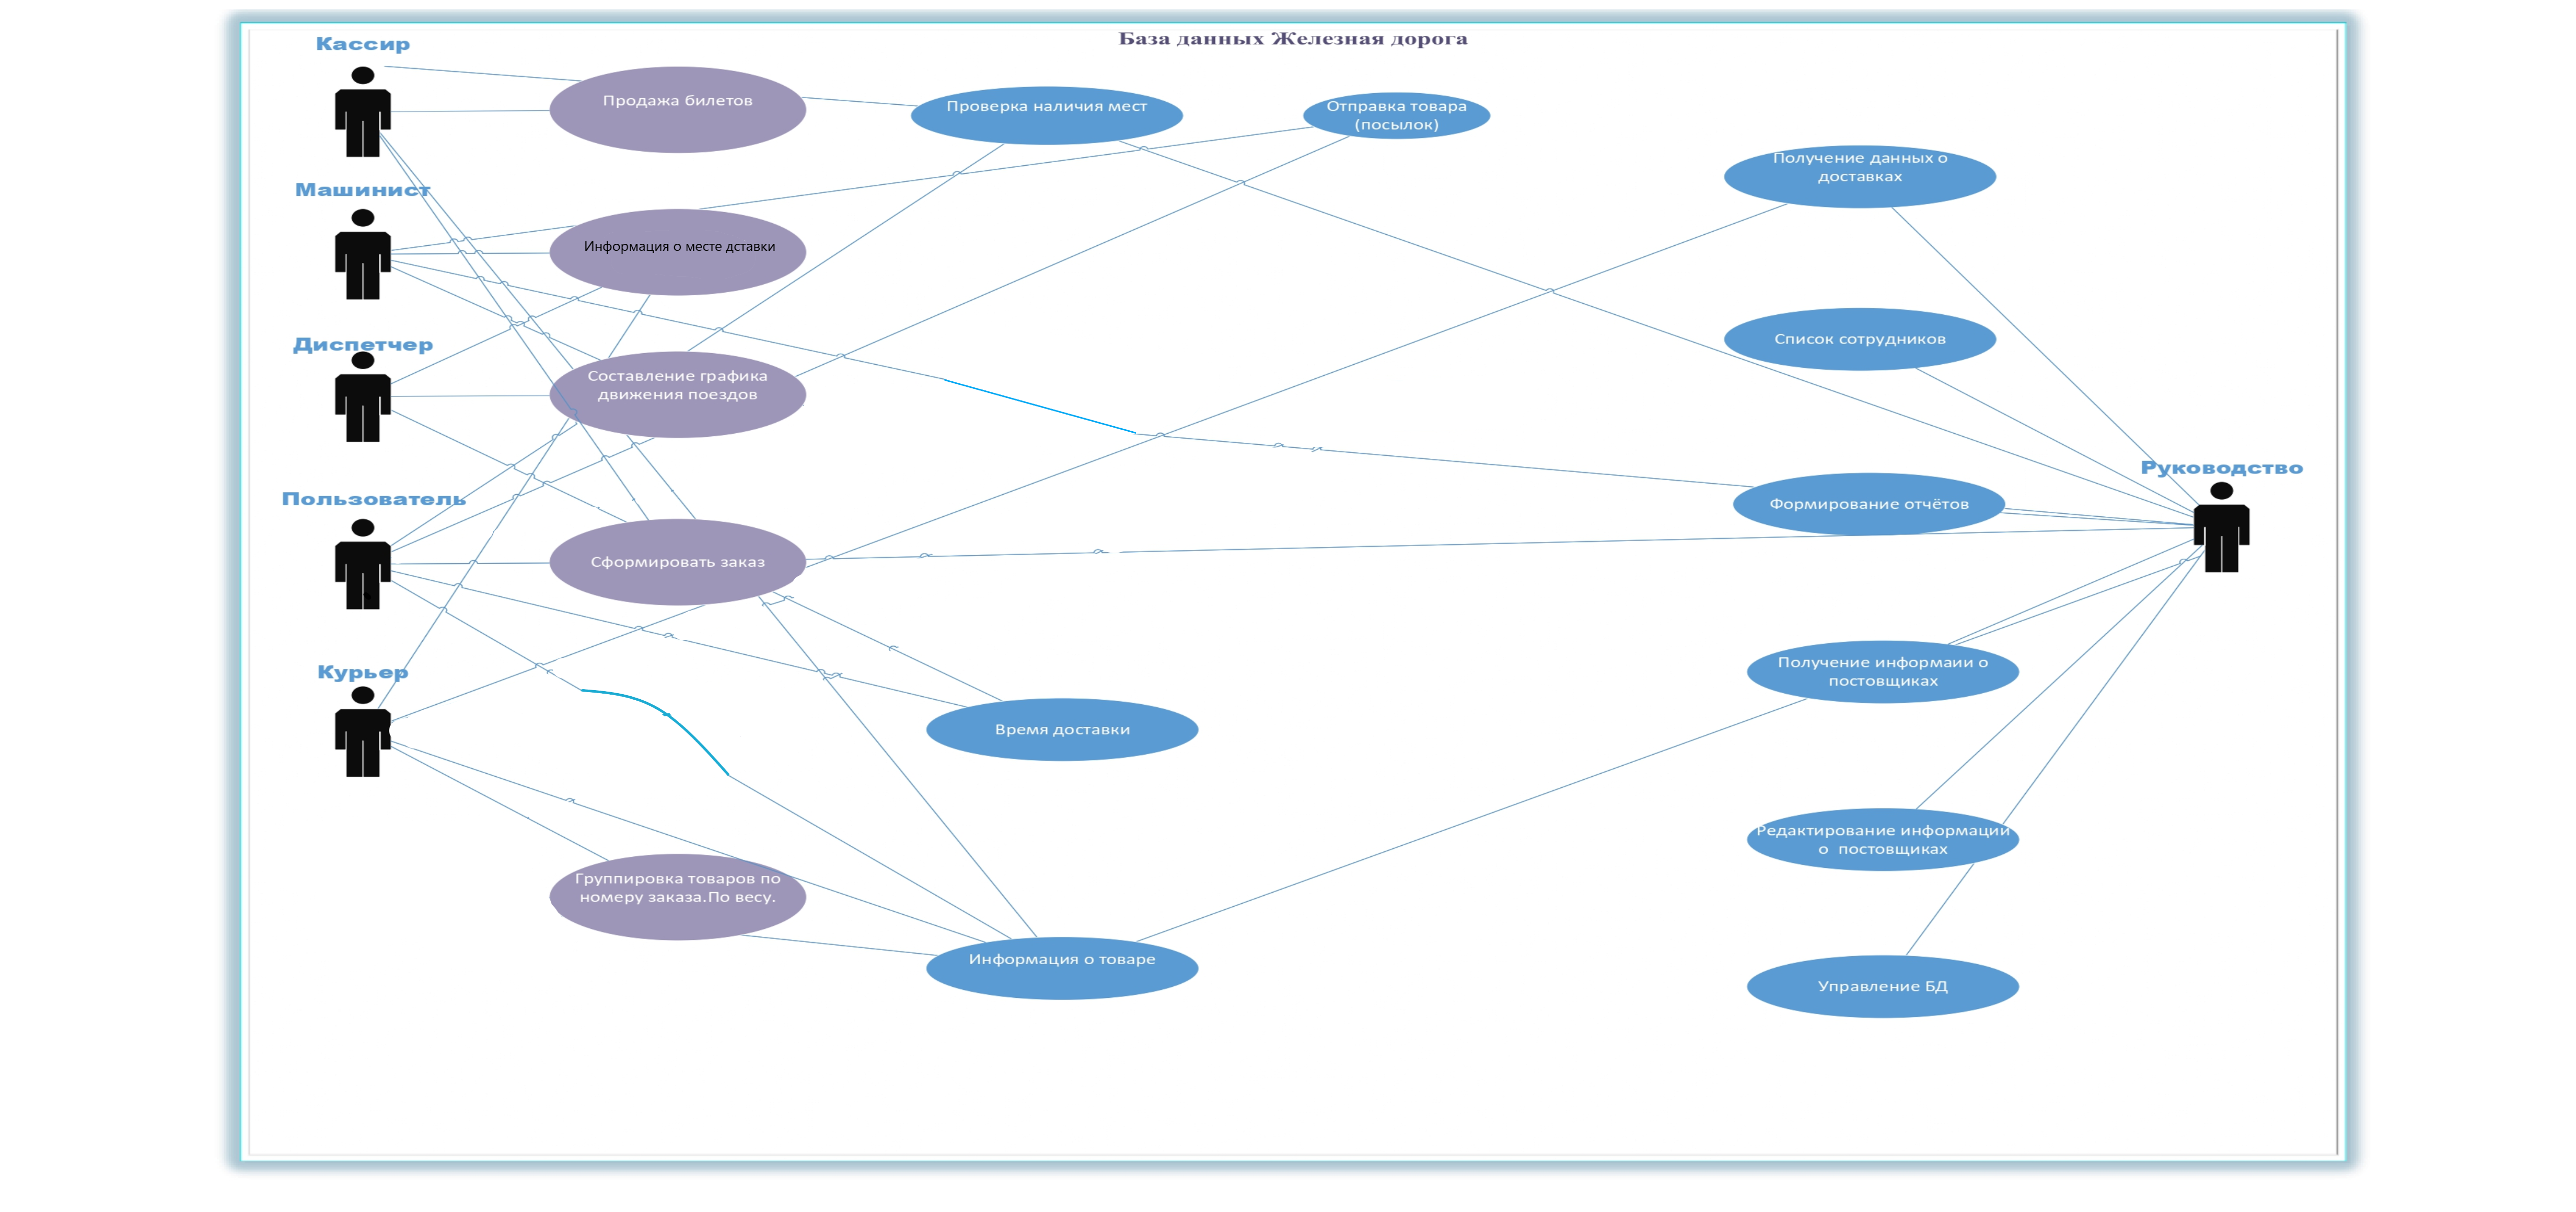 База данных Железная дорога
Кассир
Продажа билетов
Проверка наличия мест
Отправка товара
(посылок)
Получение данных о
доставках
Машинист
Информация о месте дставки
Диспетчер
Список сотрудников
Составление графика
движения поездов
Руководство
Пользователь
Формирование отчётов
Сформировать заказ
Курьер
Получение информаии о
постовщиках
Время доставки
Редактирование информации
о постовщиках
Группировка товаров по
номеру заказа.По весу.
Информация о товаре
Управление БД